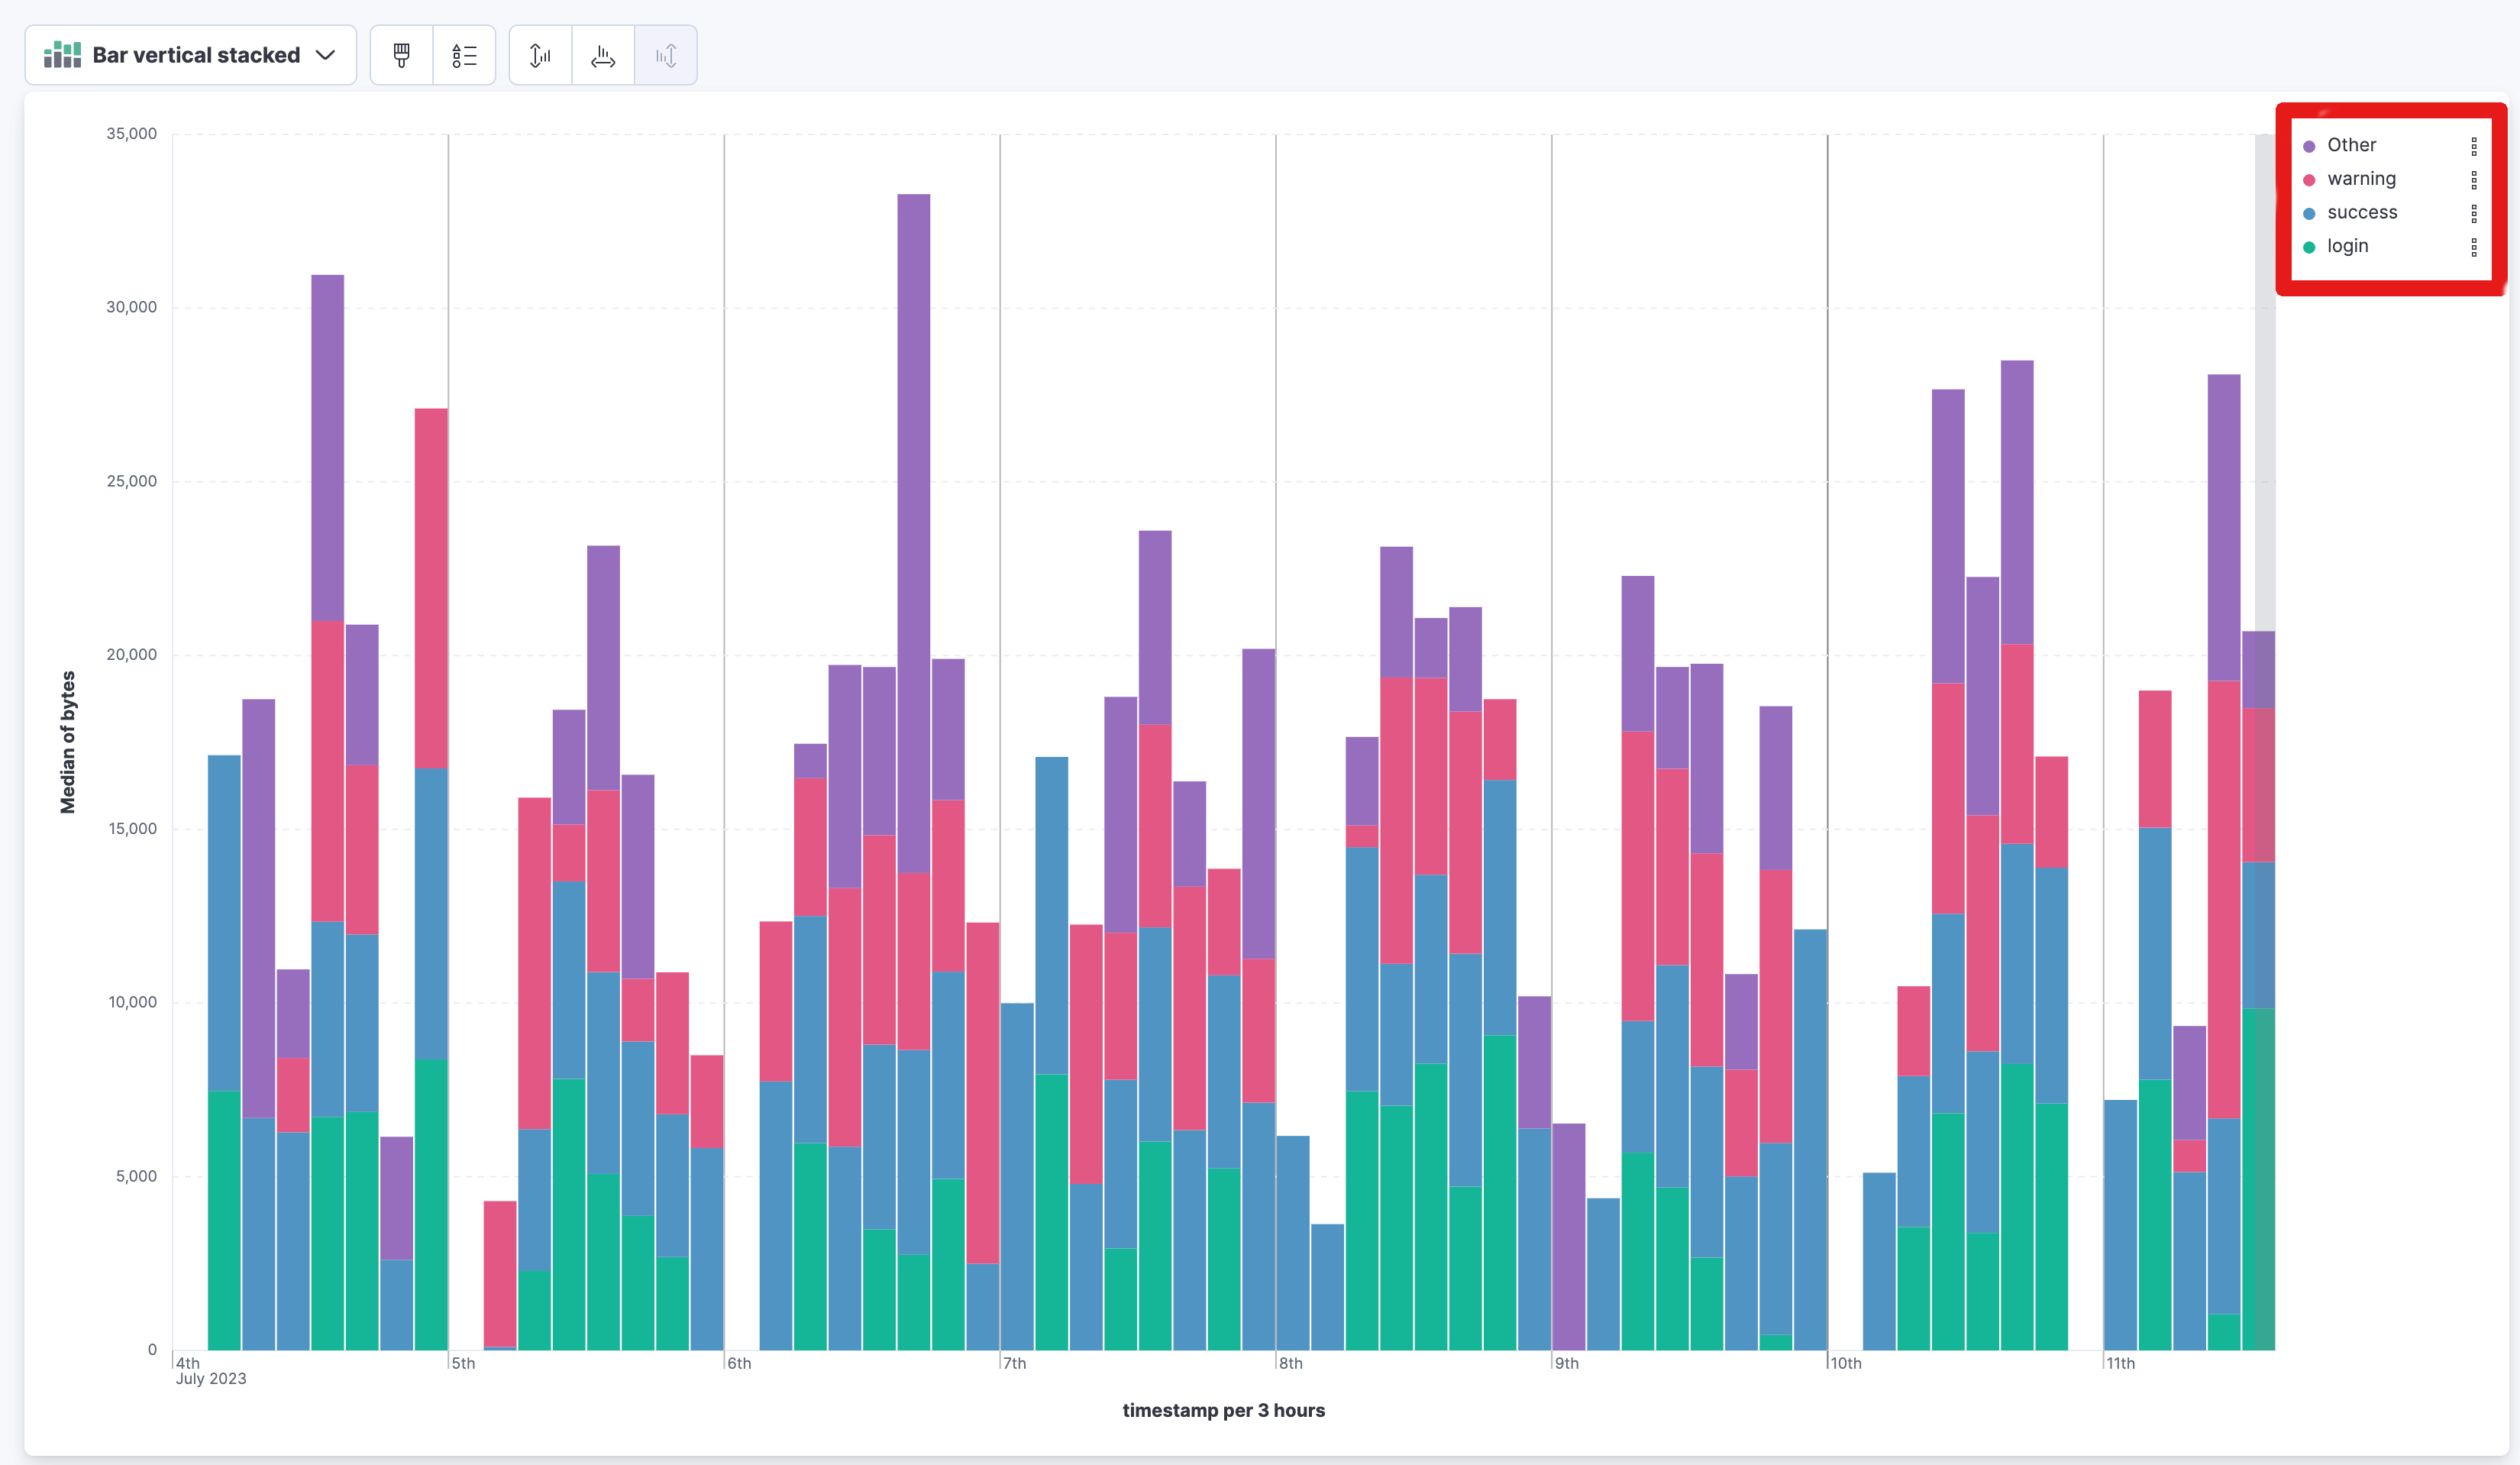 Bar vertical stacked
35,000
30,000
25,000
20,000
15,000
10,000
5,000
0
Median of bytes
4th
5th
6th
7th
8th
9th
10th
11th
July 2023
timestamp per 3 hours
Other
warning
success
login